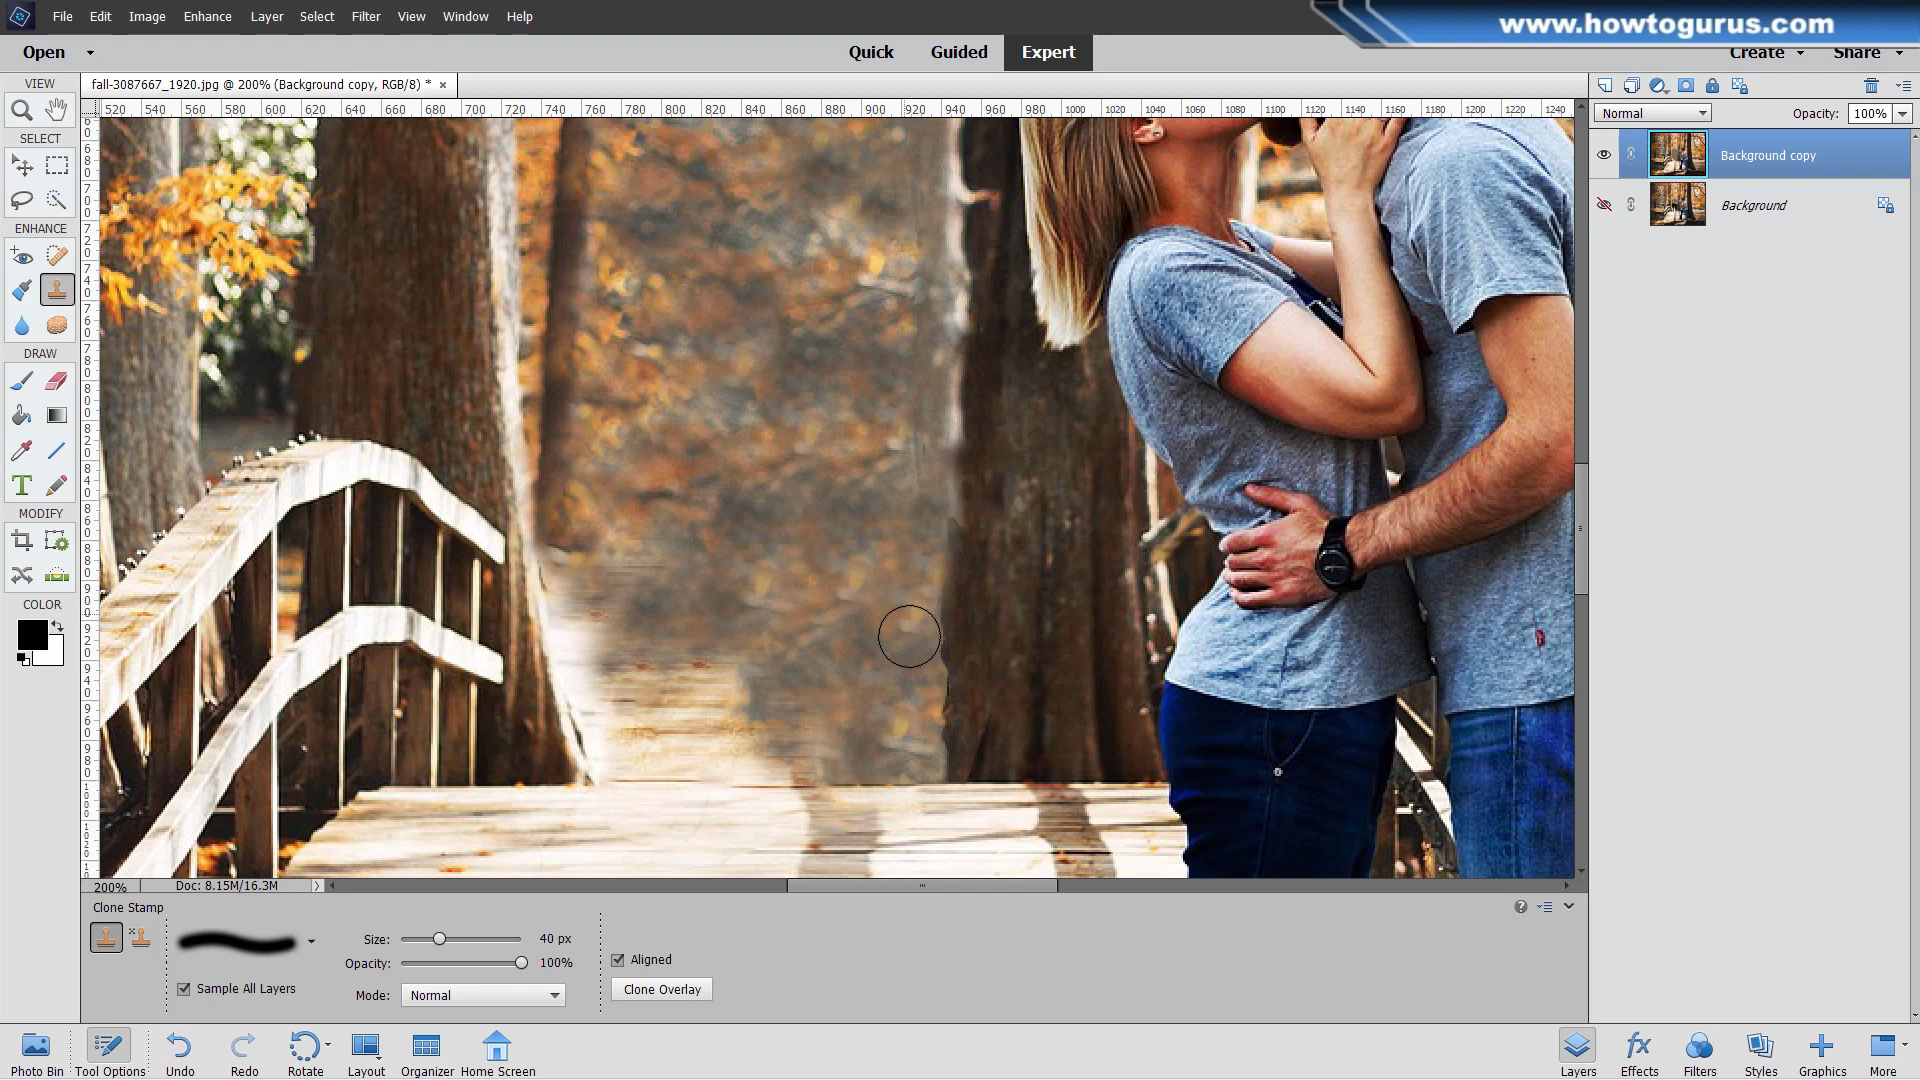 File Edit Image Enhance Layer Select Filter View Window Help
www.howtogurus.com
Open Quick Guided Expert Create Share
VIEW
fall-3087667_1920.jpg @ 200% (Background copy, RGB/8) * ×
520 540 560 580 600 620 640 660 680 700 720 740 760 780 800 820 840 860 880 900 920 940 960 980 1000 1020 1040 1060 1080 1100 1120 1140 1160 1180 1200 1220 1240
Normal Opacity: 100%
SELECT
Background copy
Background
ENHANCE
DRAW
MODIFY
COLOR
200% Doc: 8.15M/16.3M
Clone Stamp
Size: 40 px
Opacity: 100%
Aligned
Sample All Layers
Mode: Normal
Clone Overlay
Photo Bin Tool Options Undo Redo Rotate Layout Organizer Home Screen Layers Effects Filters Styles Graphics More